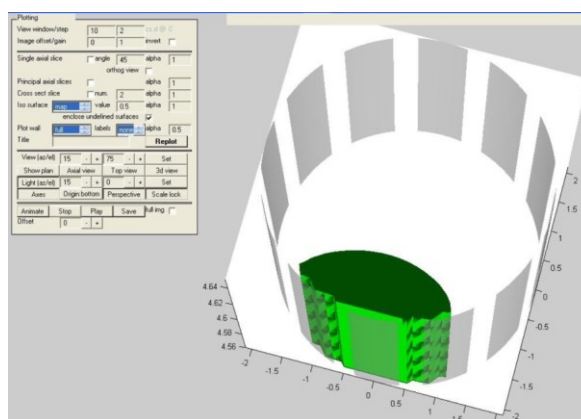 Plotting
View window/step 10 2
Image offset/gain 0 1 invert
Single axial slice angle 45 alpha 1
orthog view
Principal axial slices alpha 1
Cross sect slice num. 2 alpha 1
Iso surface map value 0.5 alpha 1
enclose undefined surfaces
Plot wall full labels none alpha 0.5
Title Replot
View (az/el) 15 - + 75 - + Set
Show plan Axial view Top view 3d view
Light (az/el) 15 - + 0 - + Set
Axes Origin bottom Perspective Scale lock
Animate Stop Play Save full img
Offset 0 - +
2
1.5
1
0.5
0
-0.5
-1
-1.5
-2
4.64
4.62
4.6
4.58
4.56
-2 -1.5 -1 -0.5 0 0.5 1 1.5 2